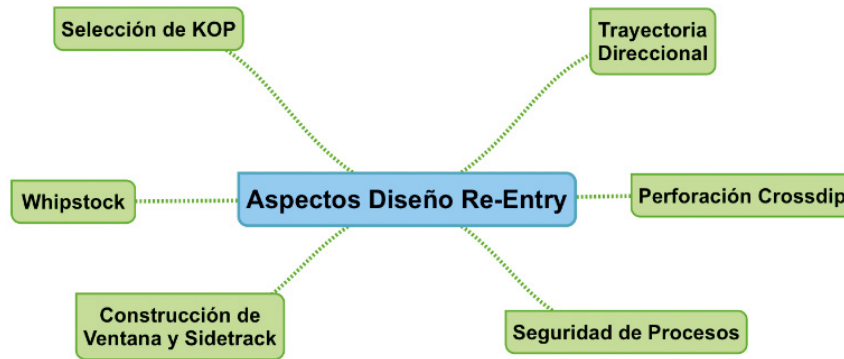 Selección de KOP
Trayectoria
Direccional
Aspectos Diseño Re-Entry
Whipstock
Perforación Crossdip
Construcción de
Ventana y Sidetrack
Seguridad de Procesos